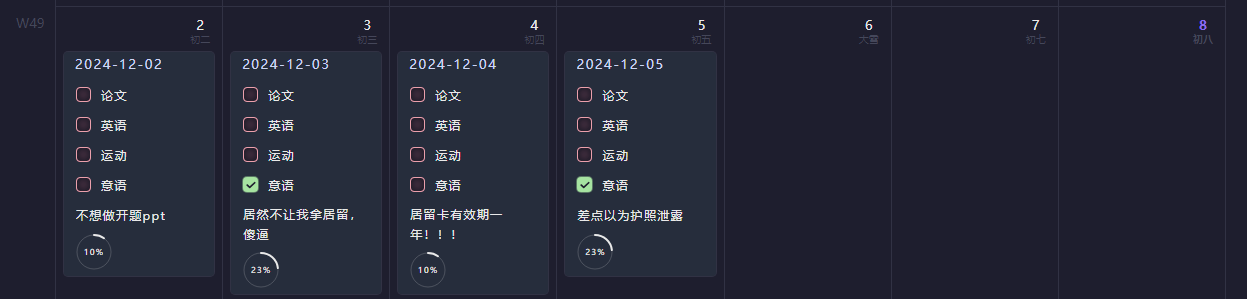 W49
2
初二
3
初三
4
初四
5
初五
6
大雪
7
初七
8
初八
2024-12-02
论文
英语
运动
意语
不想做开题ppt
10%
2024-12-03
论文
英语
运动
意语
居然不让我拿居留，
傻逼
23%
2024-12-04
论文
英语
运动
意语
居留卡有效期一
年！！！
10%
2024-12-05
论文
英语
运动
意语
差点以为护照泄露
23%